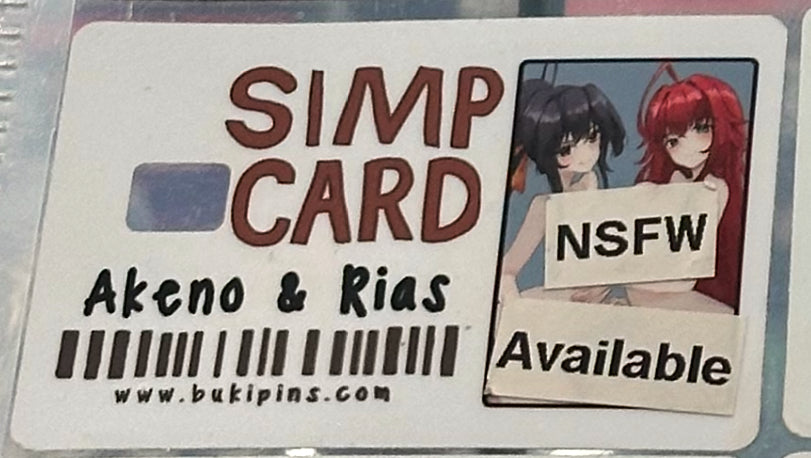 SIMP
CARD
Akeno & Rias
www.bukipins.com
NSFW
Available